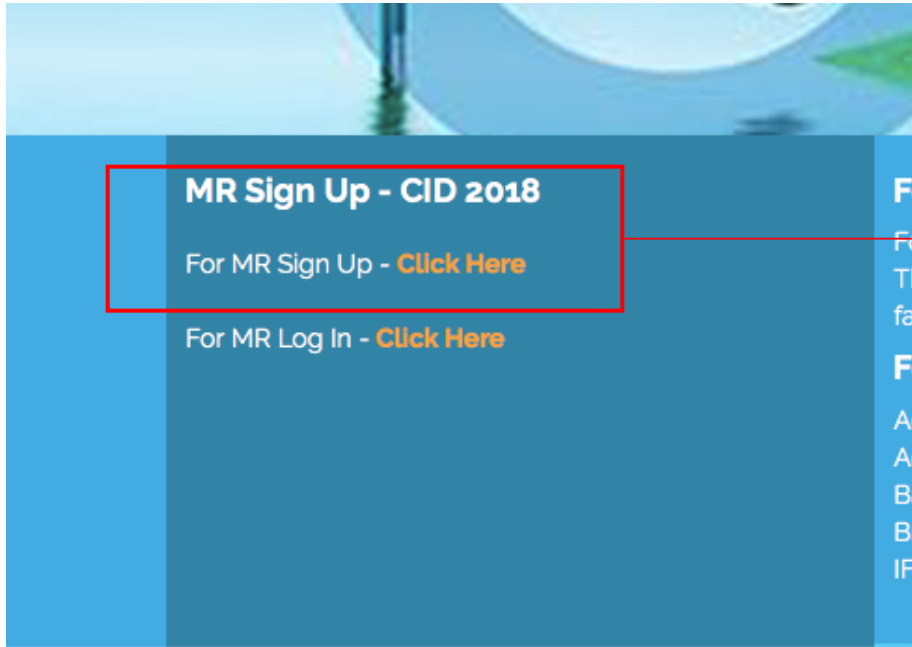 MR Sign Up - CID 2018
For MR Sign Up - Click Here
For MR Log In - Click Here